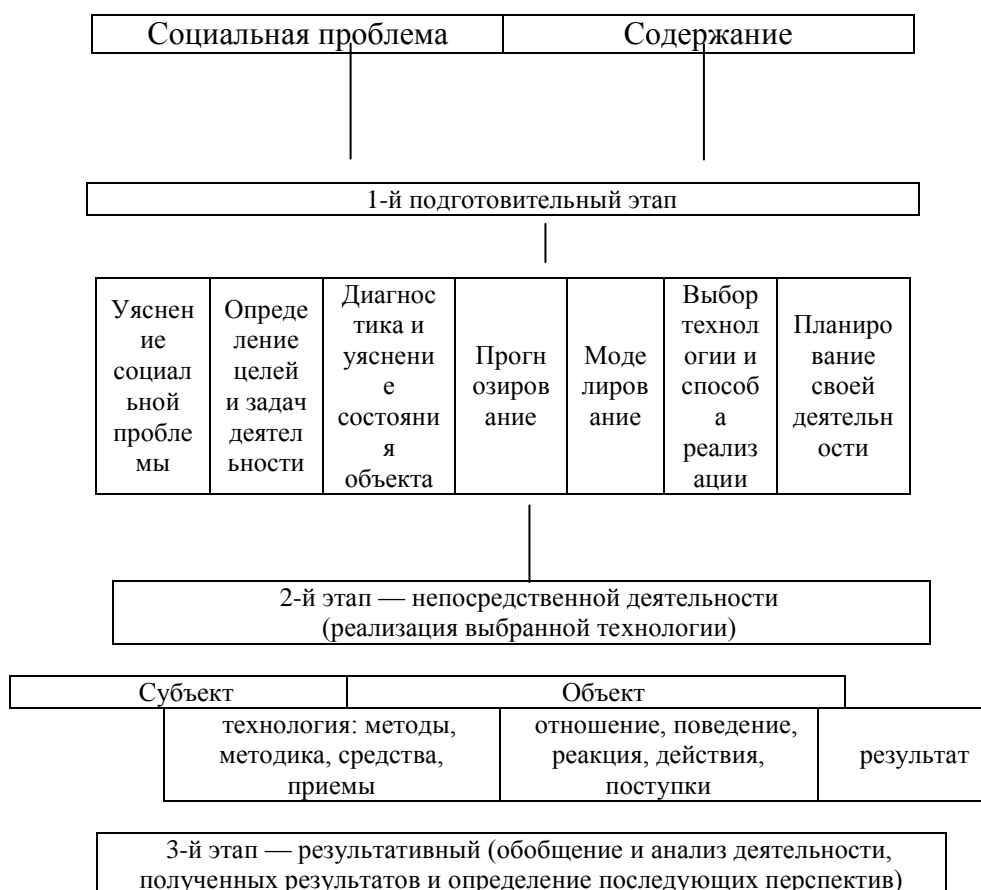 Социальная проблема
Содержание
1-й подготовительный этап
Уяснен
ие
социал
ьной
пробле
мы
Опреде
ление
целей
и задач
деятел
ьности
Диагнос
тика и
уяснени
е
состояни
я
объекта
Прогн
озиров
ание
Моде
лиров
ание
Выбор
технол
огии и
способ
а
реализ
ации
Планиро
вание
своей
деятельн
ости
2-й этап — непосредственной деятельности
(реализация выбранной технологии)
Субъект
Объект
технология: методы,
методика, средства,
приемы
отношение, поведение,
реакция, действия,
поступки
результат
3-й этап — результативный (обобщение и анализ деятельности,
полученных результатов и определение последующих перспектив)